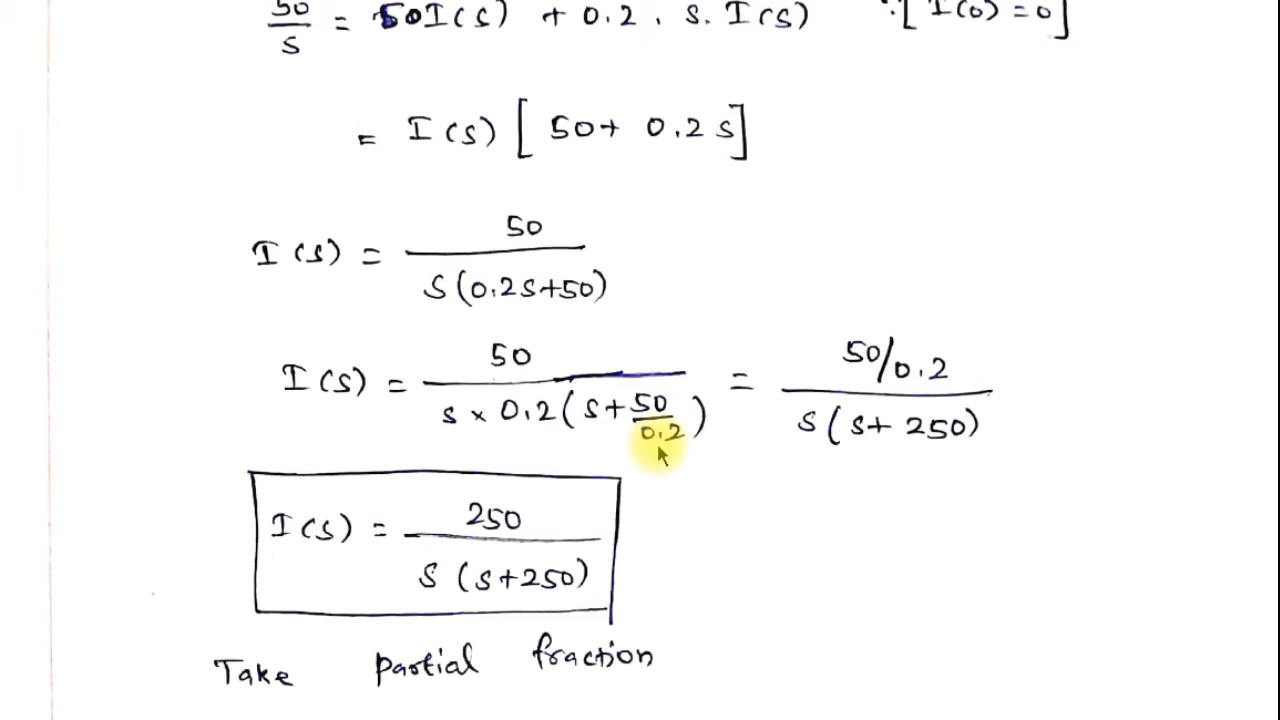 50/s = 50I(s) + 0.2 . s. I(s) ∵[ I(0) = 0]
= I(s) [ 50+ 0.2 s]
I(s) = 50 / s(0.2s+50)
I(s) = 50 / s × 0.2(s+50/0.2) = 50/0.2 / s(s+ 250)
I(s) = 250 / s (s+250)
Take partial fraction